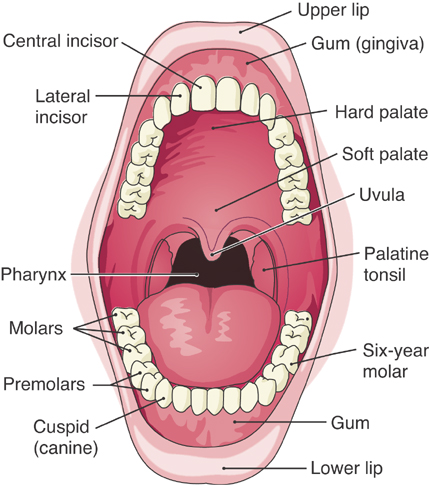 Upper lip
Central incisor
Gum (gingiva)
Lateral
incisor
Hard palate
Soft palate
Uvula
Palatine
tonsil
Pharynx
Molars
Six-year
molar
Premolars
Cuspid
(canine)
Gum
Lower lip